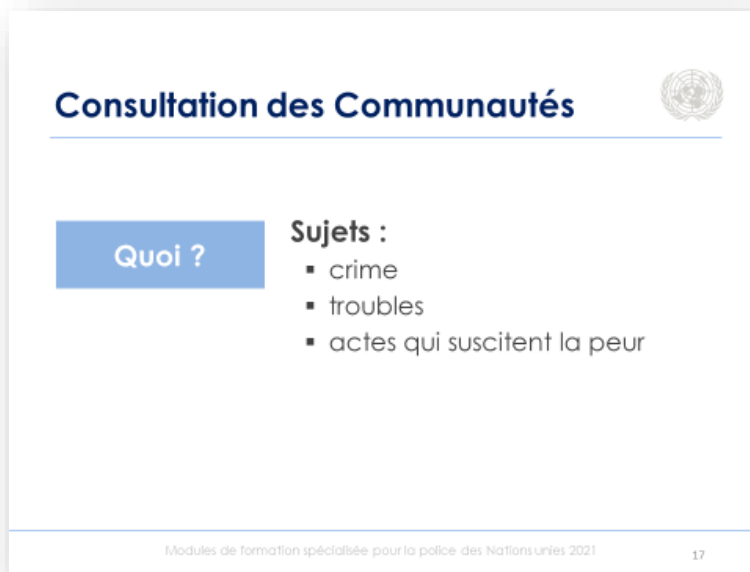 Consultation des Communautés
Quoi ?
Sujets :
▪ crime
▪ troubles
▪ actes qui suscitent la peur
Modules de formation spécialisée pour la police des Nations unies 2021
17